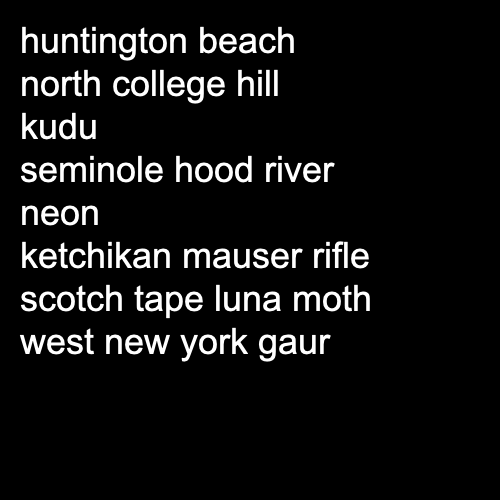 huntington beach
north college hill
kudu
seminole hood river
neon
ketchikan mauser rifle
scotch tape luna moth
west new york gaur